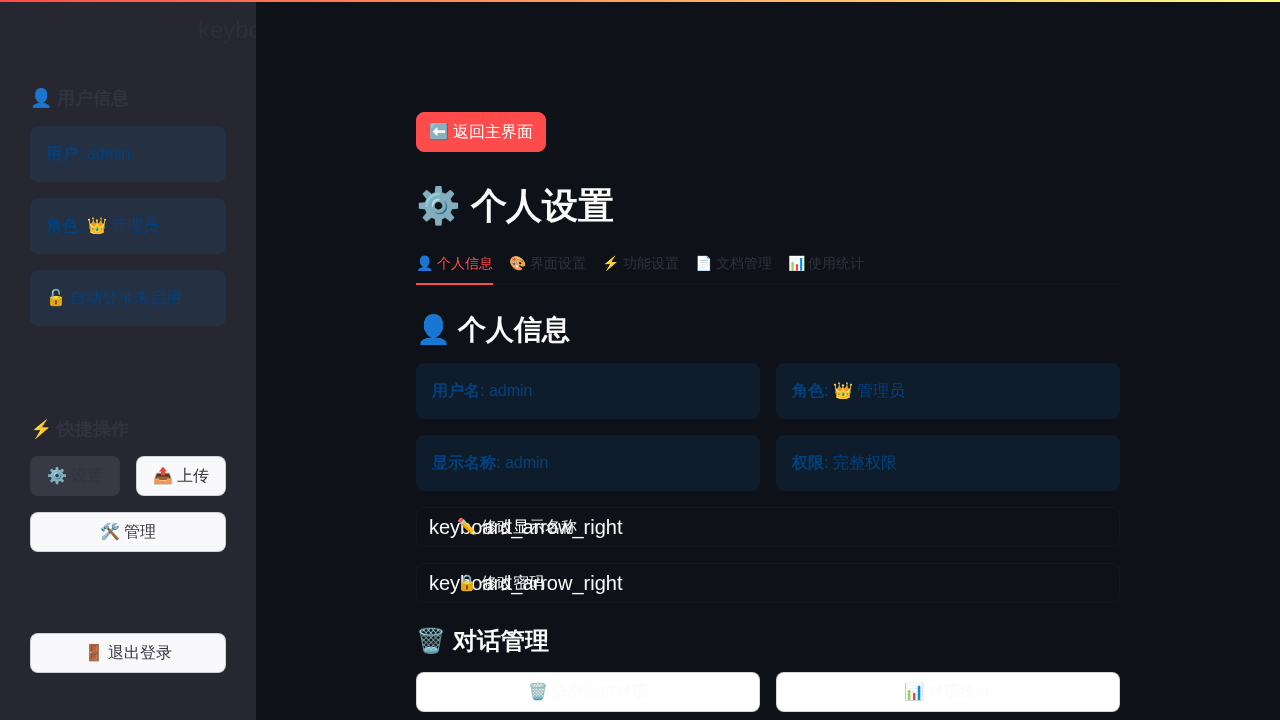 keybo
👤 用户信息
用户: admin
角色: 👑 管理员
🔓 自动登录未启用
⚡ 快捷操作
⚙️ 设置
📤 上传
🛠️ 管理
🚪 退出登录
⬅️ 返回主界面
⚙️ 个人设置
👤 个人信息 🎨 界面设置 ⚡ 功能设置 📄 文档管理 📊 使用统计
👤 个人信息
用户名: admin
角色: 👑 管理员
显示名称: admin
权限: 完整权限
keyboard_arrow_right
✏️ 修改显示名称
keyboard_arrow_right
🔒 修改密码
🗑️ 对话管理
🗑️
📊